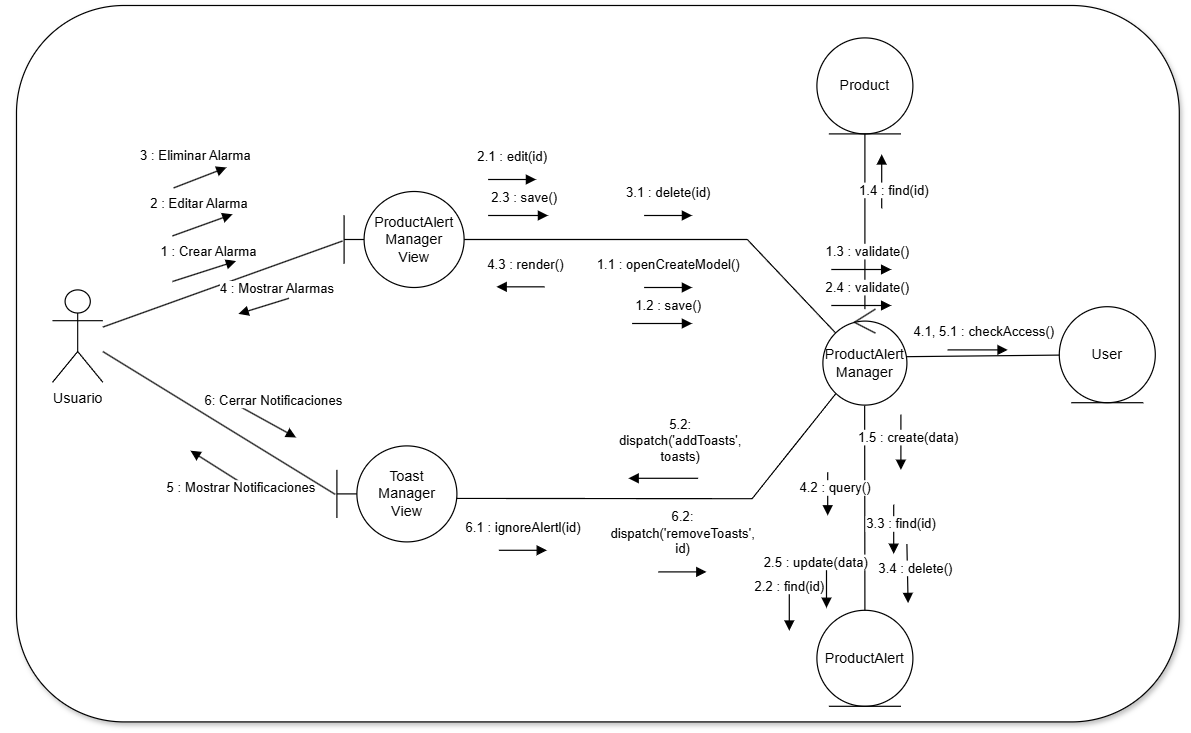 Product
3 : Eliminar Alarma
2.1 : edit(id)
2.3 : save()
3.1 : delete(id)
1.4 : find(id)
2 : Editar Alarma
ProductAlert
Manager
View
1 : Crear Alarma
4.3 : render()
1.1 : openCreateModel()
1.3 : validate()
4 : Mostrar Alarmas
1.2 : save()
2.4 : validate()
4.1, 5.1 : checkAccess()
ProductAlert
Manager
User
Usuario
6: Cerrar Notificaciones
5.2:
dispatch('addToasts',
toasts)
1.5 : create(data)
5 : Mostrar Notificaciones
Toast
Manager
View
4.2 : query()
6.1 : ignoreAlertl(id)
6.2:
dispatch('removeToasts',
id)
3.3 : find(id)
2.5 : update(data)
3.4 : delete()
2.2 : find(id)
ProductAlert